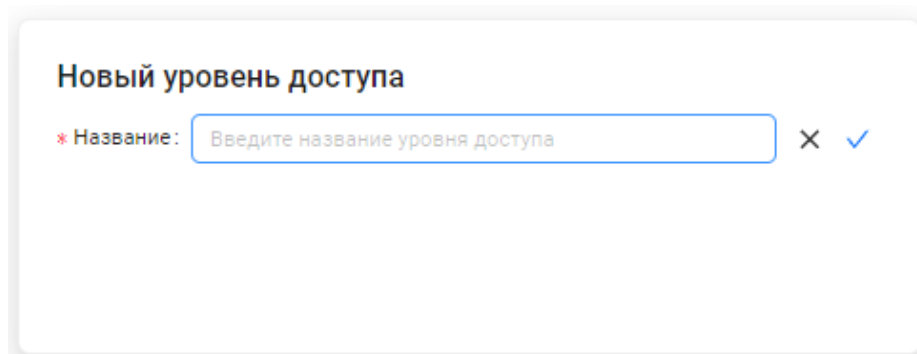 Новый уровень доступа
* Название: Введите название уровня доступа